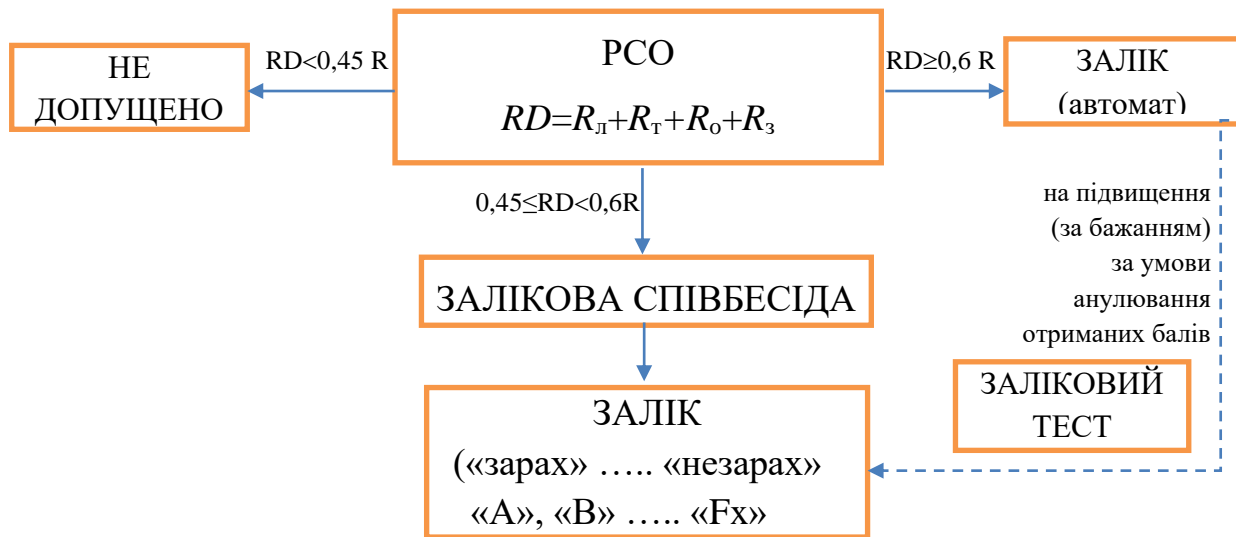 НЕ
ДОПУЩЕНО
RD<0,45 R
РСО
RD=Rл+Rт+Rо+Rз
RD≥0,6 R
ЗАЛІК
(автомат)
0,45≤RD<0,6R
на підвищення
(за бажанням)
за умови
анулювання
отриманих балів
ЗАЛІКОВА СПІВБЕСІДА
ЗАЛІКОВИЙ
ТЕСТ
ЗАЛІК
(«зарах» ….. «незарах»
«А», «В» ….. «Fx»